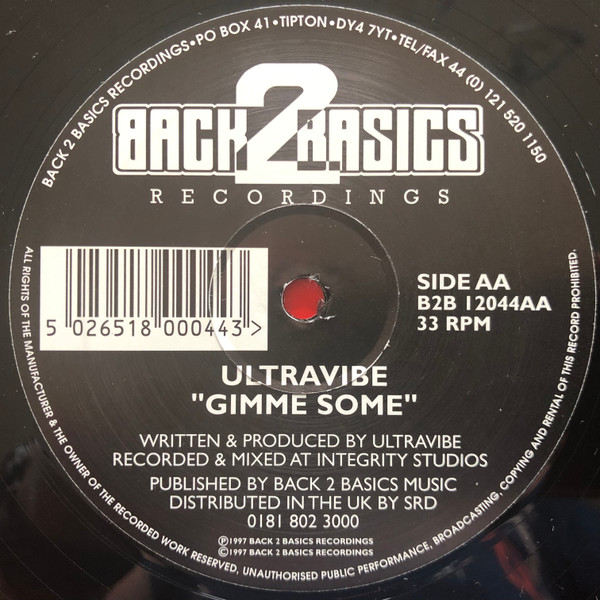 BACK 2 BASICS RECORDINGS•PO BOX 41•TIPTON•DY4 7YT•TEL/FAX 44 (0) 121 520 1150
BACK 2 BASICS
RECORDINGS
SIDE AA
B2B 12044AA
33 RPM
5 026518 000443 >
ULTRAVIBE
"GIMME SOME"
WRITTEN & PRODUCED BY ULTRAVIBE
RECORDED & MIXED AT INTEGRITY STUDIOS
PUBLISHED BY BACK 2 BASICS MUSIC
DISTRIBUTED IN THE UK BY SRD
0181 802 3000
Ⓟ1997 BACK 2 BASICS RECORDINGS
©1997 BACK 2 BASICS RECORDINGS
ALL RIGHTS OF THE MANUFACTURER & THE OWNER OF THE RECORDED WORK RESERVED, UNAUTHORISED PUBLIC PERFORMANCE, BROADCASTING, COPYING AND RENTAL OF THIS RECORD PROHIBITED.